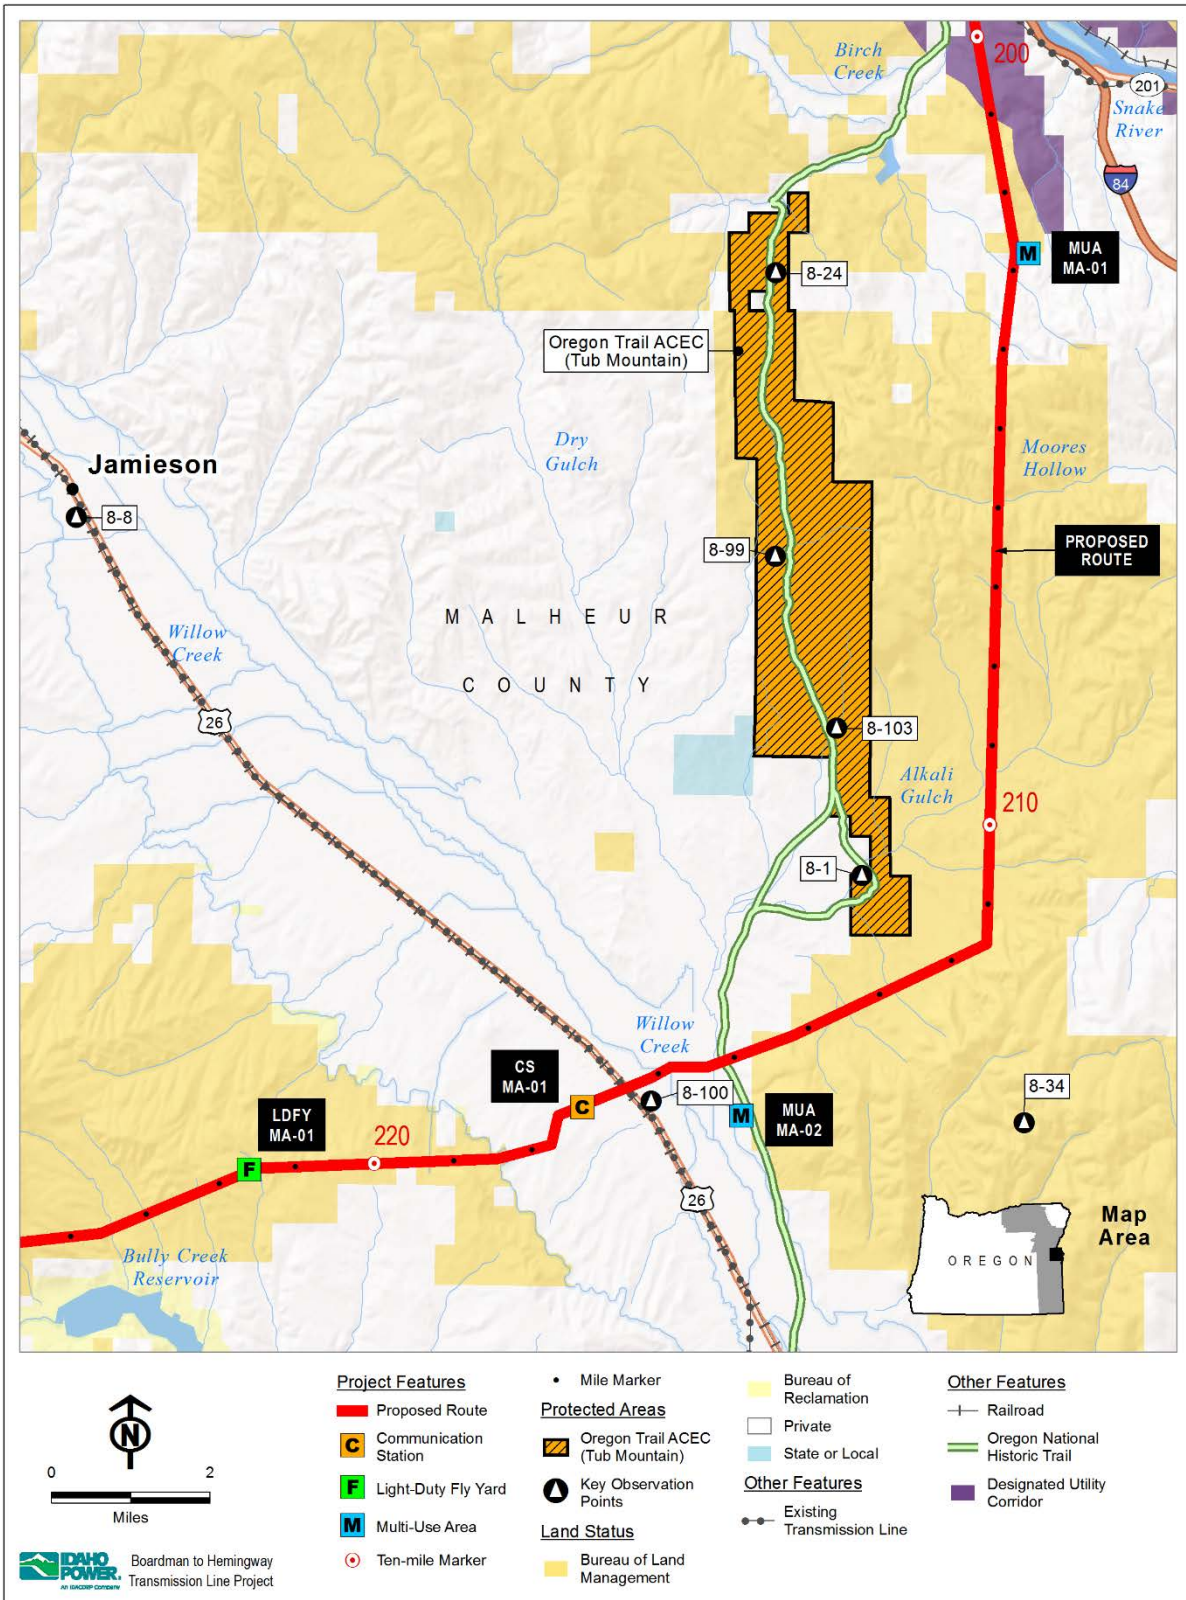 Birch
Creek
200
201
Snake
River
84
MUA
MA-01
M
8-24
Oregon Trail ACEC
(Tub Mountain)
Dry
Gulch
Moores
Hollow
Jamieson
8-8
8-99
PROPOSED
ROUTE
MALHEUR
COUNTY
Willow
Creek
26
8-103
Alkali
Gulch
210
8-1
Willow
Creek
CS
MA-01
C
8-100
M
MUA
MA-02
8-34
LDFY
MA-01
F
220
26
Bully Creek
Reservoir
Map
Area
OREGON
N
0 2
Miles
IDAHO
POWER.
An IDACORP Company
Boardman to Hemingway
Transmission Line Project
Project Features
Proposed Route
C Communication
Station
F Light-Duty Fly Yard
M Multi-Use Area
Ten-mile Marker
Mile Marker
Protected Areas
Oregon Trail ACEC
(Tub Mountain)
Key Observation
Points
Land Status
Bureau of Land
Management
Bureau of
Reclamation
Private
State or Local
Other Features
Existing
Transmission Line
Other Features
Railroad
Oregon National
Historic Trail
Designated Utility
Corridor